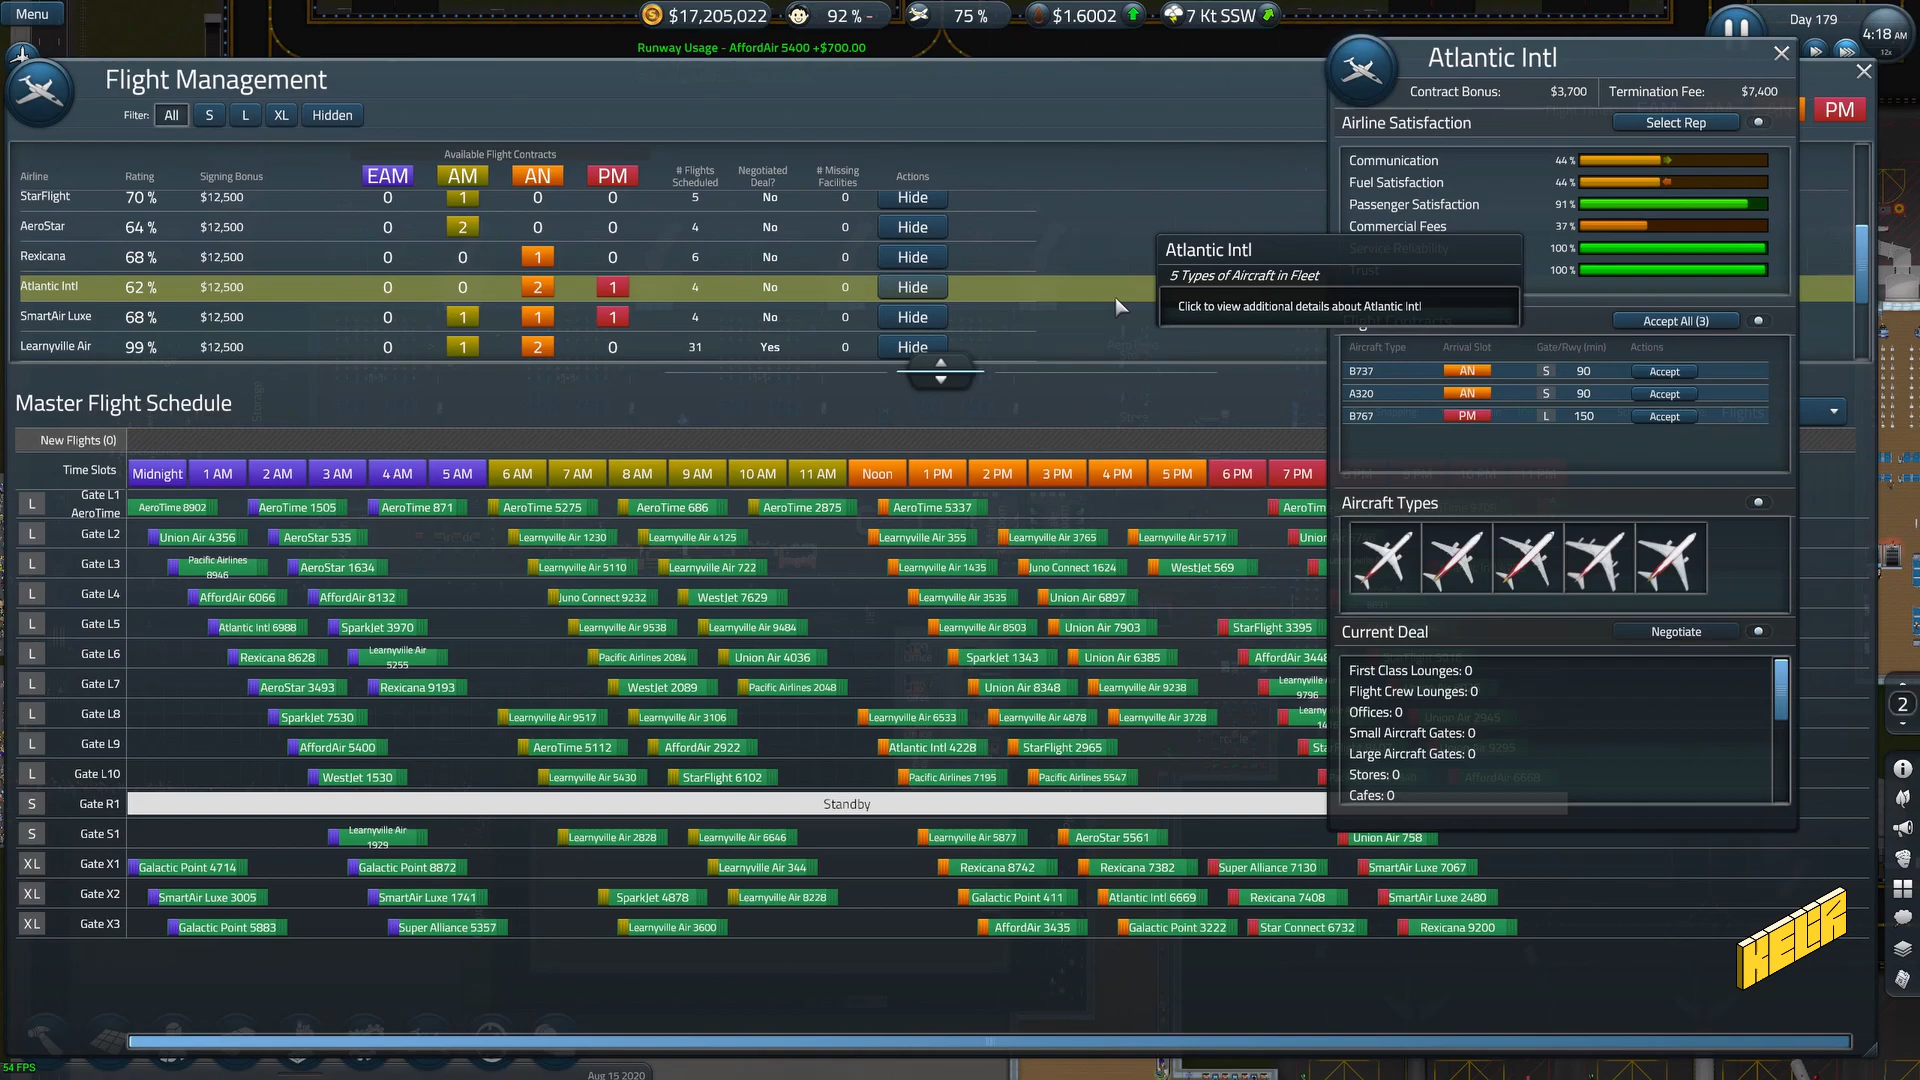 Menu
$17,205,022
92 % -
75 %
$1.6002
7 Kt SSW
Day 179
4:18 AM
12x
Runway Usage - AffordAir 5400 +$700.00
Flight Management
Filter:
All
S
L
XL
Hidden
PM
Available Flight Contracts
Airline
Rating
Signing Bonus
EAM
AM
AN
PM
# Flights Scheduled
Negotiated Deal?
# Missing Facilities
Actions
StarFlight 70 % $12,500 0 1 0 0 5 No 0 Hide
AeroStar 64 % $12,500 0 2 0 0 4 No 0 Hide
Rexicana 68 % $12,500 0 0 1 0 6 No 0 Hide
Atlantic Intl 62 % $12,500 0 0 2 1 4 No 0 Hide
SmartAir Luxe 68 % $12,500 0 1 1 1 4 No 0 Hide
Learnyville Air 99 % $12,500 0 1 2 0 31 Yes 0 Hide
Atlantic Intl
5 Types of Aircraft in Fleet
Click to view additional details about Atlantic Intl
Atlantic Intl
Contract Bonus: $3,700
Termination Fee: $7,400
Airline Satisfaction
Select Rep
Communication 44 %
Fuel Satisfaction 44 %
Passenger Satisfaction 91 %
Commercial Fees 37 %
Service Reliability 100 %
Trust 100 %
Flight Contracts
Accept All (3)
Aircraft Type Arrival Slot Gate/Rwy (min) Actions
B737 AN S 90 Accept
A320 AN S 90 Accept
B767 PM L 150 Accept
Aircraft Types
Current Deal
Negotiate
First Class Lounges: 0
Flight Crew Lounges: 0
Offices: 0
Small Aircraft Gates: 0
Large Aircraft Gates: 0
Stores: 0
Cafes: 0
Master Flight Schedule
New Flights (0)
Time Slots Midnight 1 AM 2 AM 3 AM 4 AM 5 AM 6 AM 7 AM 8 AM 9 AM 10 AM 11 AM Noon 1 PM 2 PM 3 PM 4 PM 5 PM 6 PM 7 PM
L Gate L1 AeroTime AeroTime 8902 AeroTime 1505 AeroTime 871 AeroTime 5275 AeroTime 686 AeroTime 2875 AeroTime 5337 AeroTim
L Gate L2 Union Air 4356 AeroStar 535 Learnyville Air 1230 Learnyville Air 4125 Learnyville Air 355 Learnyville Air 3765 Learnyville Air 5717 Union
L Gate L3 Pacific Airlines 8946 AeroStar 1634 Learnyville Air 5110 Learnyville Air 722 Learnyville Air 1435 Juno Connect 1624 WestJet 569
L Gate L4 AffordAir 6066 AffordAir 8132 Juno Connect 9232 WestJet 7629 Learnyville Air 3535 Union Air 6897
L Gate L5 Atlantic Intl 6988 SparkJet 3970 Learnyville Air 9538 Learnyville Air 9484 Learnyville Air 8503 Union Air 7903 StarFlight 3395
L Gate L6 Rexicana 8628 Learnyville Air 5255 Pacific Airlines 2084 Union Air 4036 SparkJet 1343 Union Air 6385 AffordAir 3448
L Gate L7 AeroStar 3493 Rexicana 9193 WestJet 2089 Pacific Airlines 2048 Union Air 8348 Learnyville Air 9238 Learnyville 9796
L Gate L8 SparkJet 7530 Learnyville Air 9517 Learnyville Air 3106 Learnyville Air 6533 Learnyville Air 4878 Learnyville Air 3728 Learny Union Air 2945
L Gate L9 AffordAir 5400 AeroTime 5112 AffordAir 2922 Atlantic Intl 4228 StarFlight 2965 Star
L Gate L10 WestJet 1530 Learnyville Air 5430 StarFlight 6102 Pacific Airlines 7195 Pacific Airlines 5547 AffordAir 6668
S Gate R1 Standby
S Gate S1 Learnyville Air 1929 Learnyville Air 2828 Learnyville Air 6646 Learnyville Air 5877 AeroStar 5561 Union Air 758
XL Gate X1 Galactic Point 4714 Galactic Point 8872 Learnyville Air 344 Rexicana 8742 Rexicana 7382 Super Alliance 7130 SmartAir Luxe 7067
XL Gate X2 SmartAir Luxe 3005 SmartAir Luxe 1741 SparkJet 4878 Learnyville Air 8228 Galactic Point 411 Atlantic Intl 6669 Rexicana 7408 SmartAir Luxe 2480
XL Gate X3 Galactic Point 5883 Super Alliance 5357 Learnyville Air 3600 AffordAir 3435 Galactic Point 3222 Star Connect 6732 Rexicana 9200
2
KELIR
54 FPS
Aug 15 2020